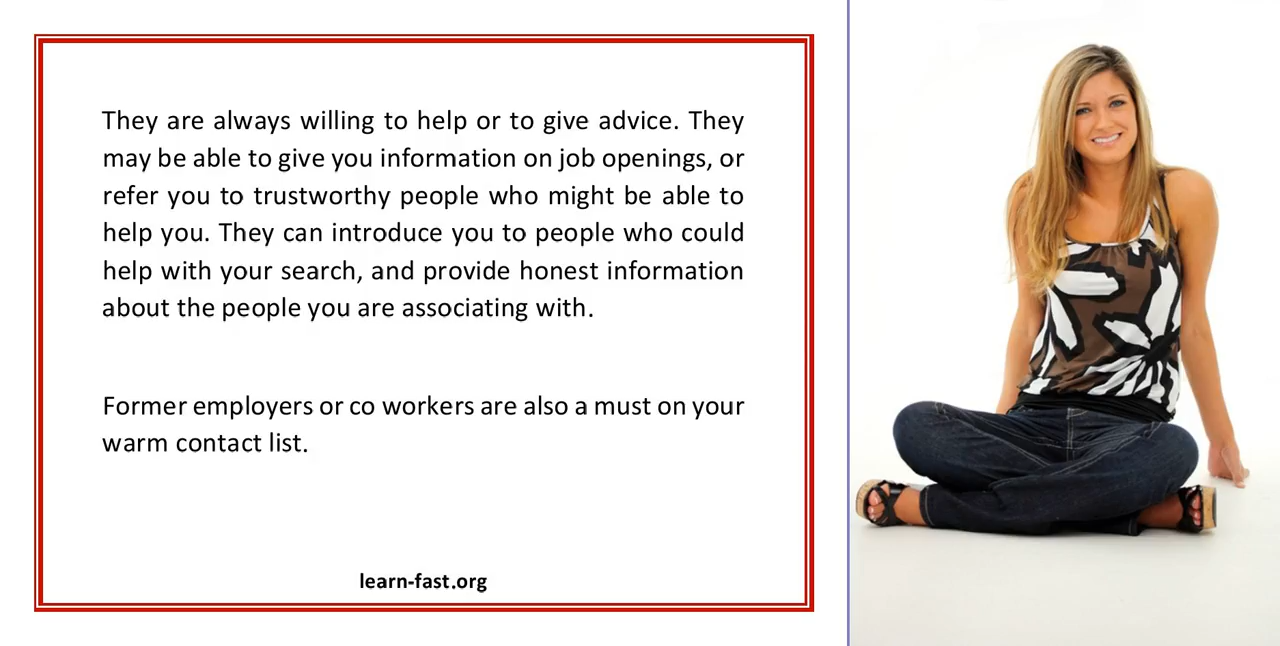 They are always willing to help or to give advice. They
may be able to give you information on job openings, or
refer you to trustworthy people who might be able to
help you. They can introduce you to people who could
help with your search, and provide honest information
about the people you are associating with.
Former employers or co workers are also a must on your
warm contact list.
learn-fast.org